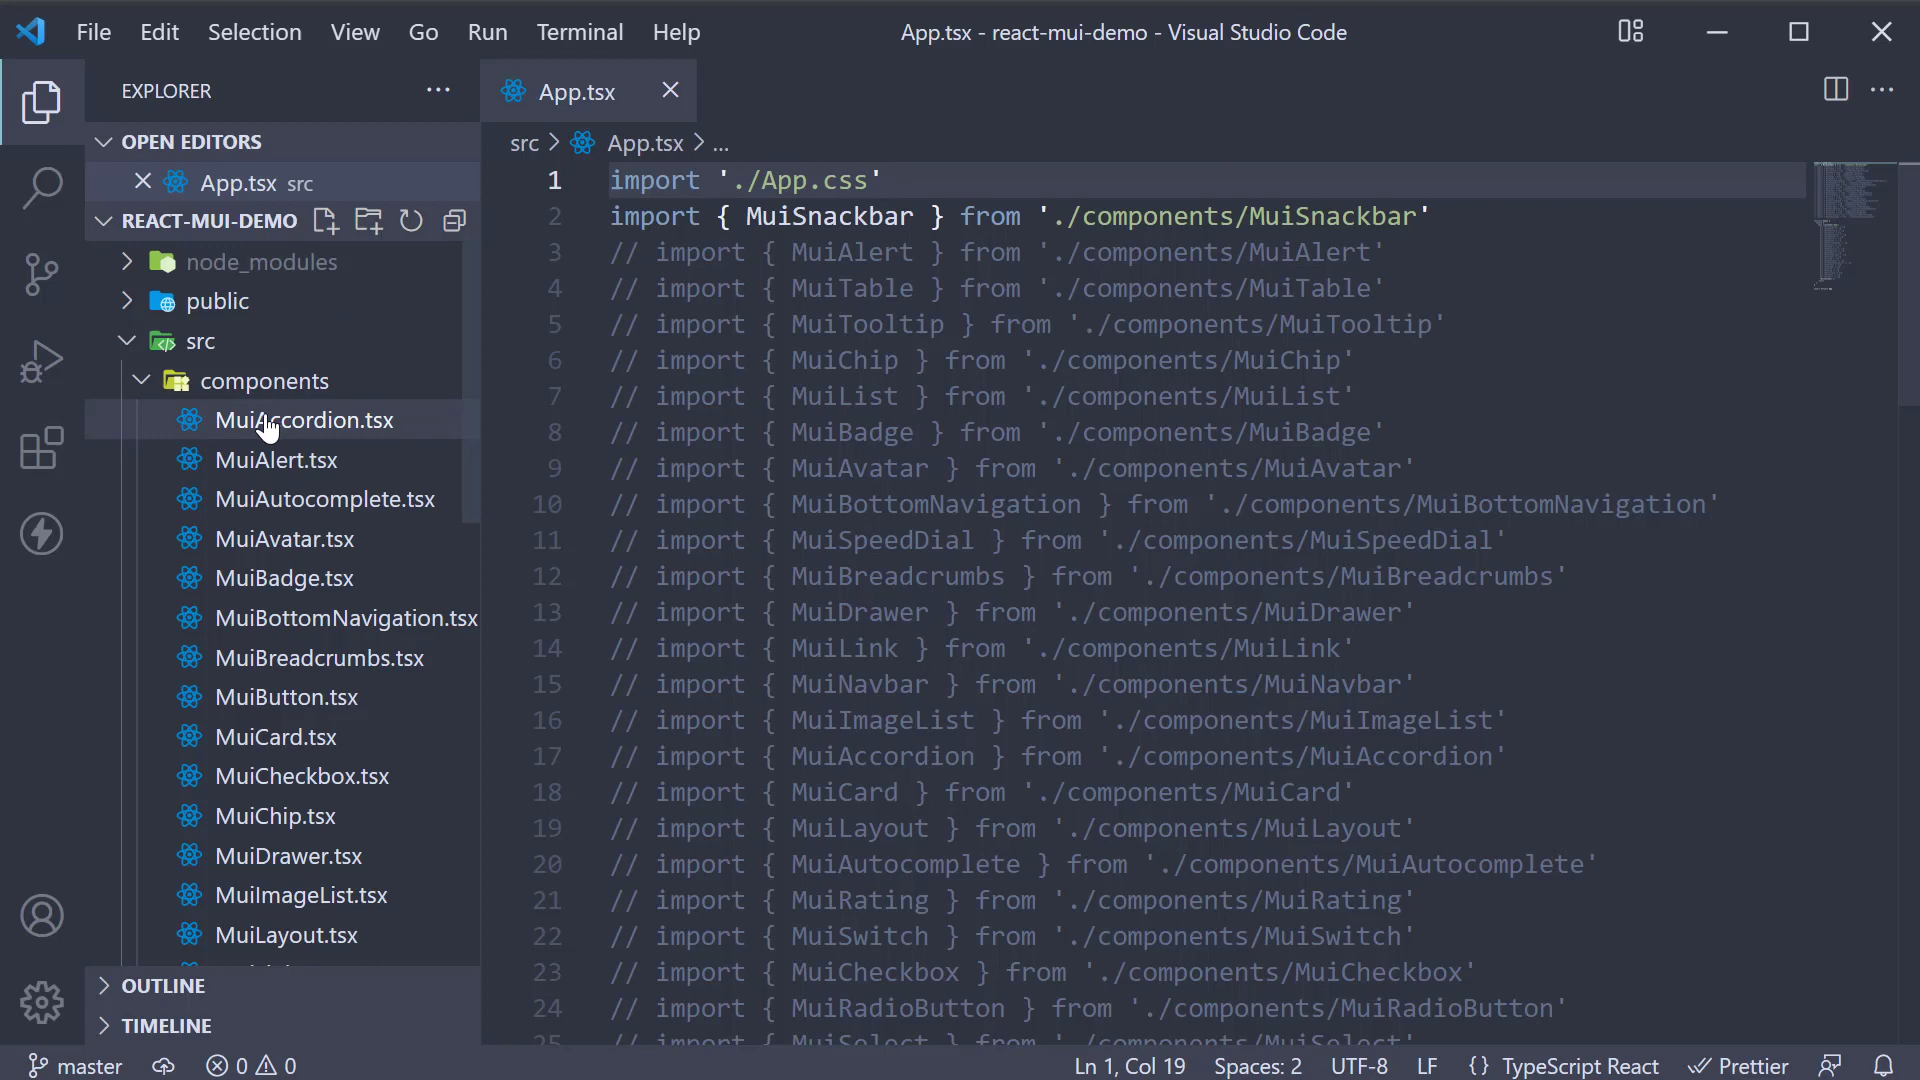 File Edit Selection View Go Run Terminal Help
App.tsx - react-mui-demo - Visual Studio Code
EXPLORER
OPEN EDITORS
App.tsx src
REACT-MUI-DEMO
node_modules
public
src
components
MuiAccordion.tsx
MuiAlert.tsx
MuiAutocomplete.tsx
MuiAvatar.tsx
MuiBadge.tsx
MuiBottomNavigation.tsx
MuiBreadcrumbs.tsx
MuiButton.tsx
MuiCard.tsx
MuiCheckbox.tsx
MuiChip.tsx
MuiDrawer.tsx
MuiImageList.tsx
MuiLayout.tsx
OUTLINE
TIMELINE
App.tsx
src > App.tsx > ...
1 import './App.css'
2 import { MuiSnackbar } from './components/MuiSnackbar'
3 // import { MuiAlert } from './components/MuiAlert'
4 // import { MuiTable } from './components/MuiTable'
5 // import { MuiTooltip } from './components/MuiTooltip'
6 // import { MuiChip } from './components/MuiChip'
7 // import { MuiList } from './components/MuiList'
8 // import { MuiBadge } from './components/MuiBadge'
9 // import { MuiAvatar } from './components/MuiAvatar'
10 // import { MuiBottomNavigation } from './components/MuiBottomNavigation'
11 // import { MuiSpeedDial } from './components/MuiSpeedDial'
12 // import { MuiBreadcrumbs } from './components/MuiBreadcrumbs'
13 // import { MuiDrawer } from './components/MuiDrawer'
14 // import { MuiLink } from './components/MuiLink'
15 // import { MuiNavbar } from './components/MuiNavbar'
16 // import { MuiImageList } from './components/MuiImageList'
17 // import { MuiAccordion } from './components/MuiAccordion'
18 // import { MuiCard } from './components/MuiCard'
19 // import { MuiLayout } from './components/MuiLayout'
20 // import { MuiAutocomplete } from './components/MuiAutocomplete'
21 // import { MuiRating } from './components/MuiRating'
22 // import { MuiSwitch } from './components/MuiSwitch'
23 // import { MuiCheckbox } from './components/MuiCheckbox'
24 // import { MuiRadioButton } from './components/MuiRadioButton'
25 // import { MuiSelect } from './components/MuiSelect'
master 0 0 Ln 1, Col 19 Spaces: 2 UTF-8 LF {} TypeScript React Prettier